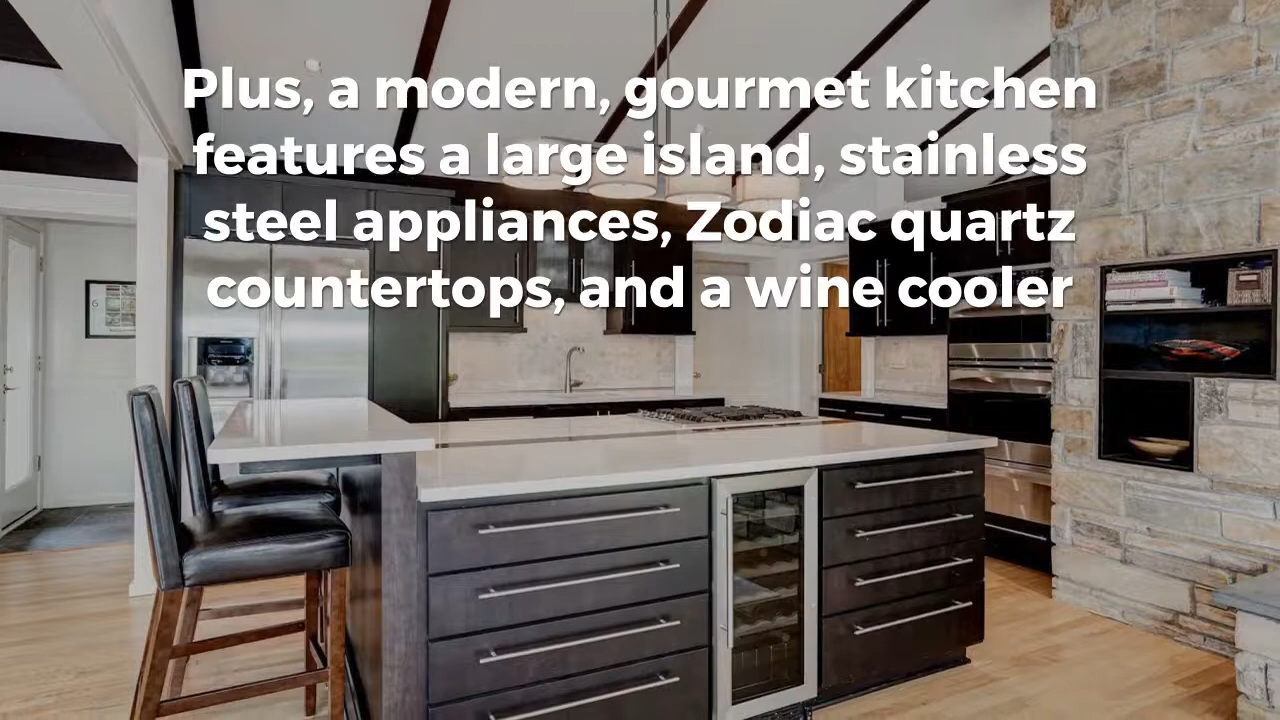 Plus, a modern, gourmet kitchen
features a large island, stainless
steel appliances, Zodiac quartz
countertops, and a wine cooler